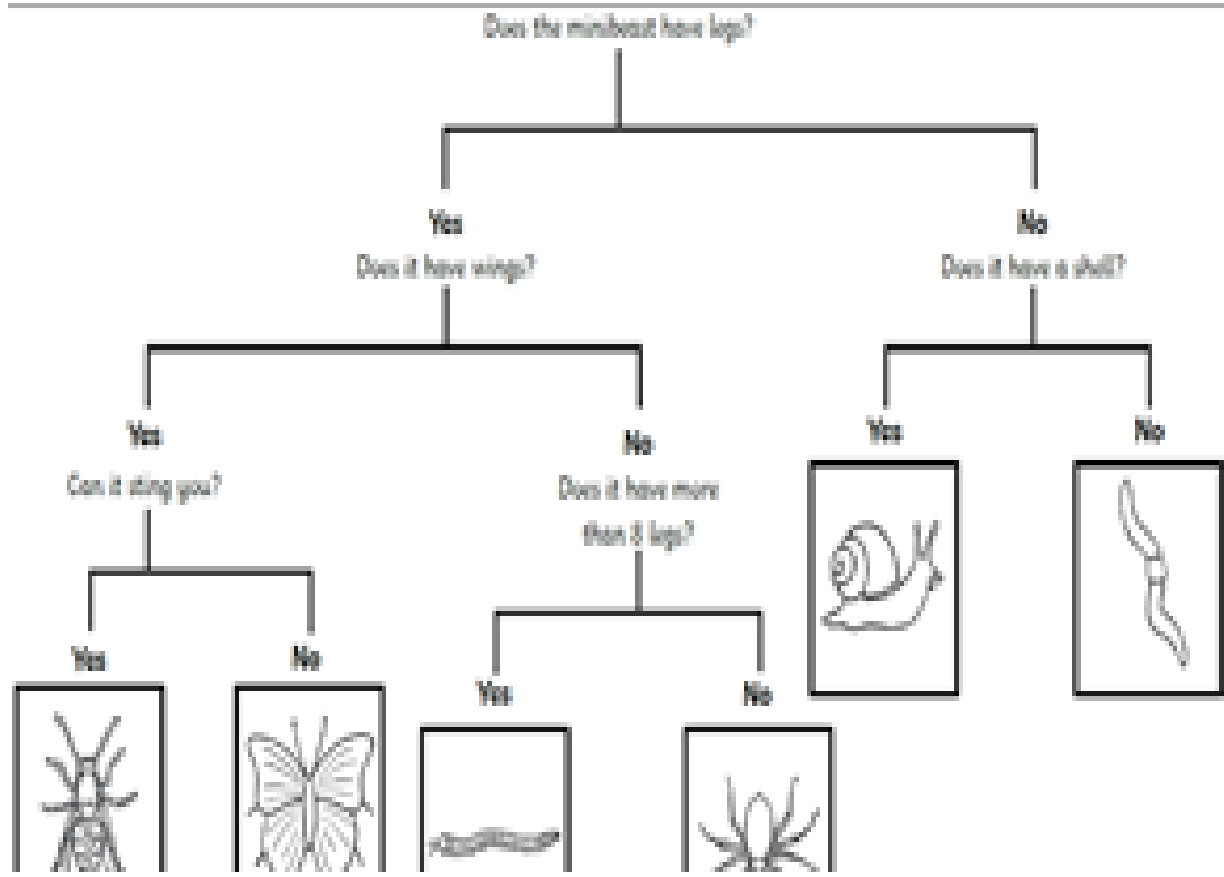 Does the minibeast have legs?
Yes
No
Does it have wings?
Does it have a shell?
Yes
No
Yes
No
Can it sting you?
Does it have more
than 8 legs?
Yes
No
Yes
No